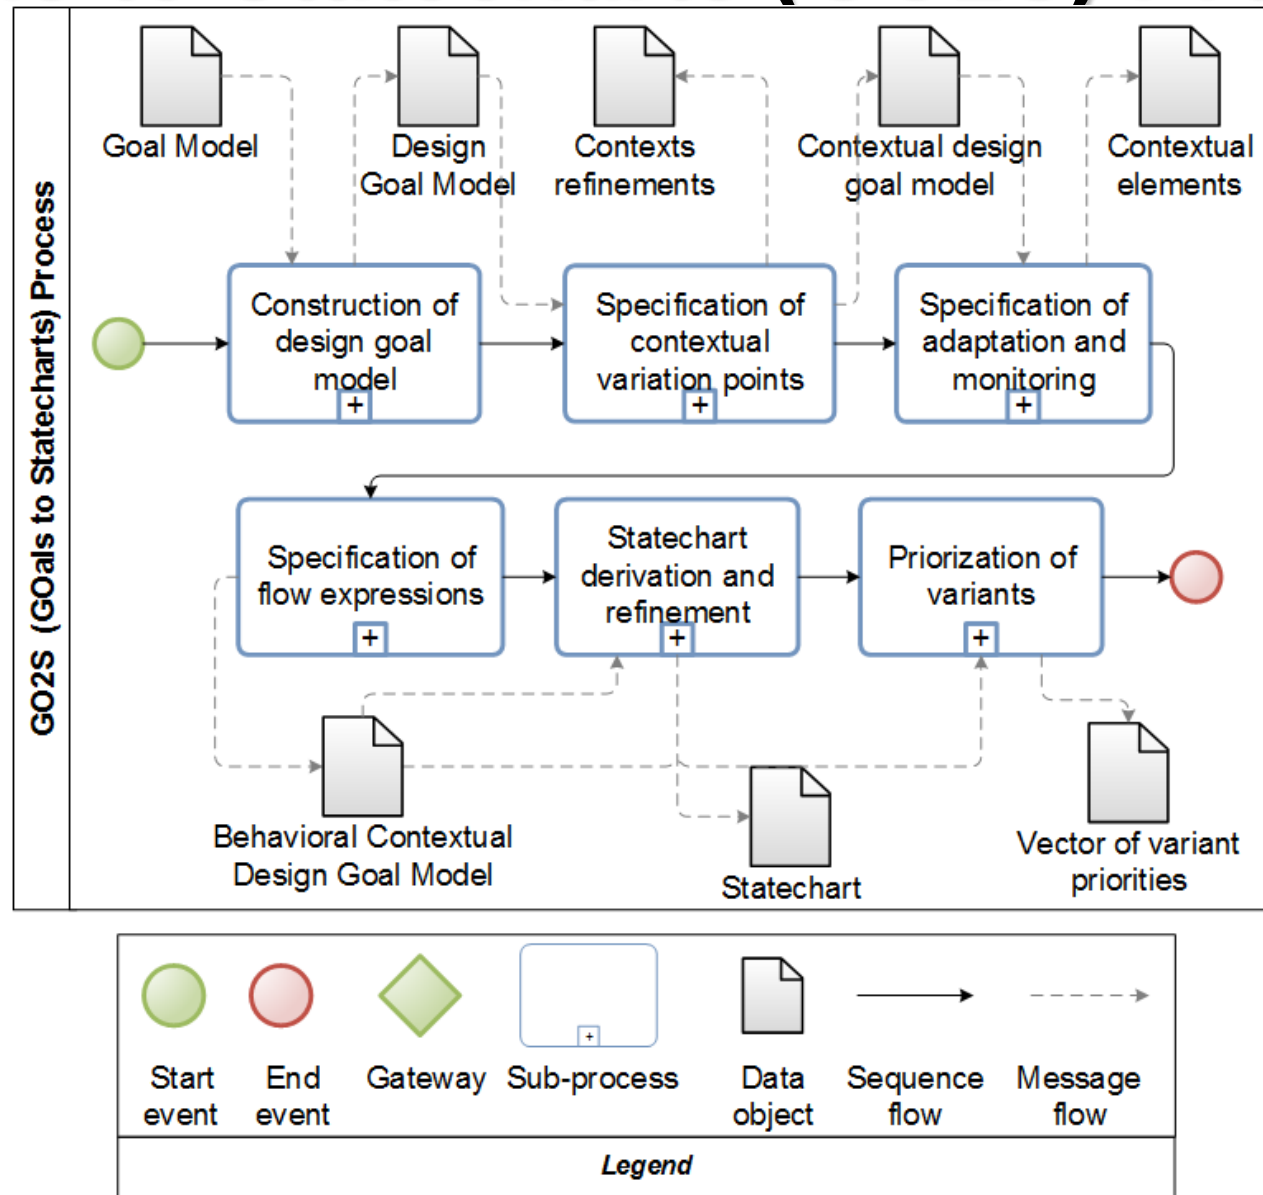 GO2S (GOals to Statecharts) Process
Goal Model
Design
Goal Model
Contexts
refinements
Contextual design
goal model
Contextual
elements
Construction of
design goal
model
+
Specification of
contextual
variation points
+
Specification of
adaptation and
monitoring
+
Specification of
flow expressions
+
Statechart
derivation and
refinement
+
Priorization of
variants
+
Behavioral Contextual
Design Goal Model
Statechart
Vector of variant
priorities
+
Start
event
End
event
Gateway
Sub-process
Data
object
Sequence
flow
Message
flow
Legend